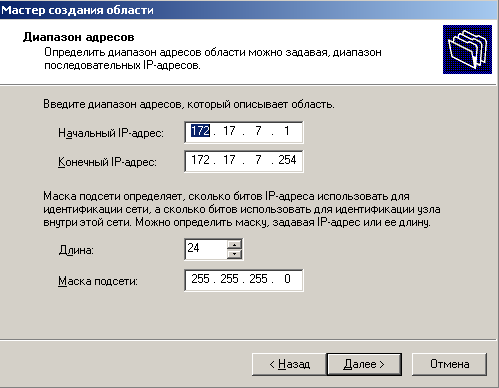 Мастер создания области
Диапазон адресов
Определить диапазон адресов области можно задавая, диапазон
последовательных IP-адресов.
Введите диапазон адресов, который описывает область.
Начальный IP-адрес: 172 . 17 . 7 . 1
Конечный IP-адрес: 172 . 17 . 7 . 254
Маска подсети определяет, сколько битов IP-адреса использовать для
идентификации сети, а сколько битов использовать для идентификации узла
внутри этой сети. Можно определить маску, задавая IP-адрес или ее длину.
Длина: 24
Маска подсети: 255 . 255 . 255 . 0
< Назад Далее > Отмена